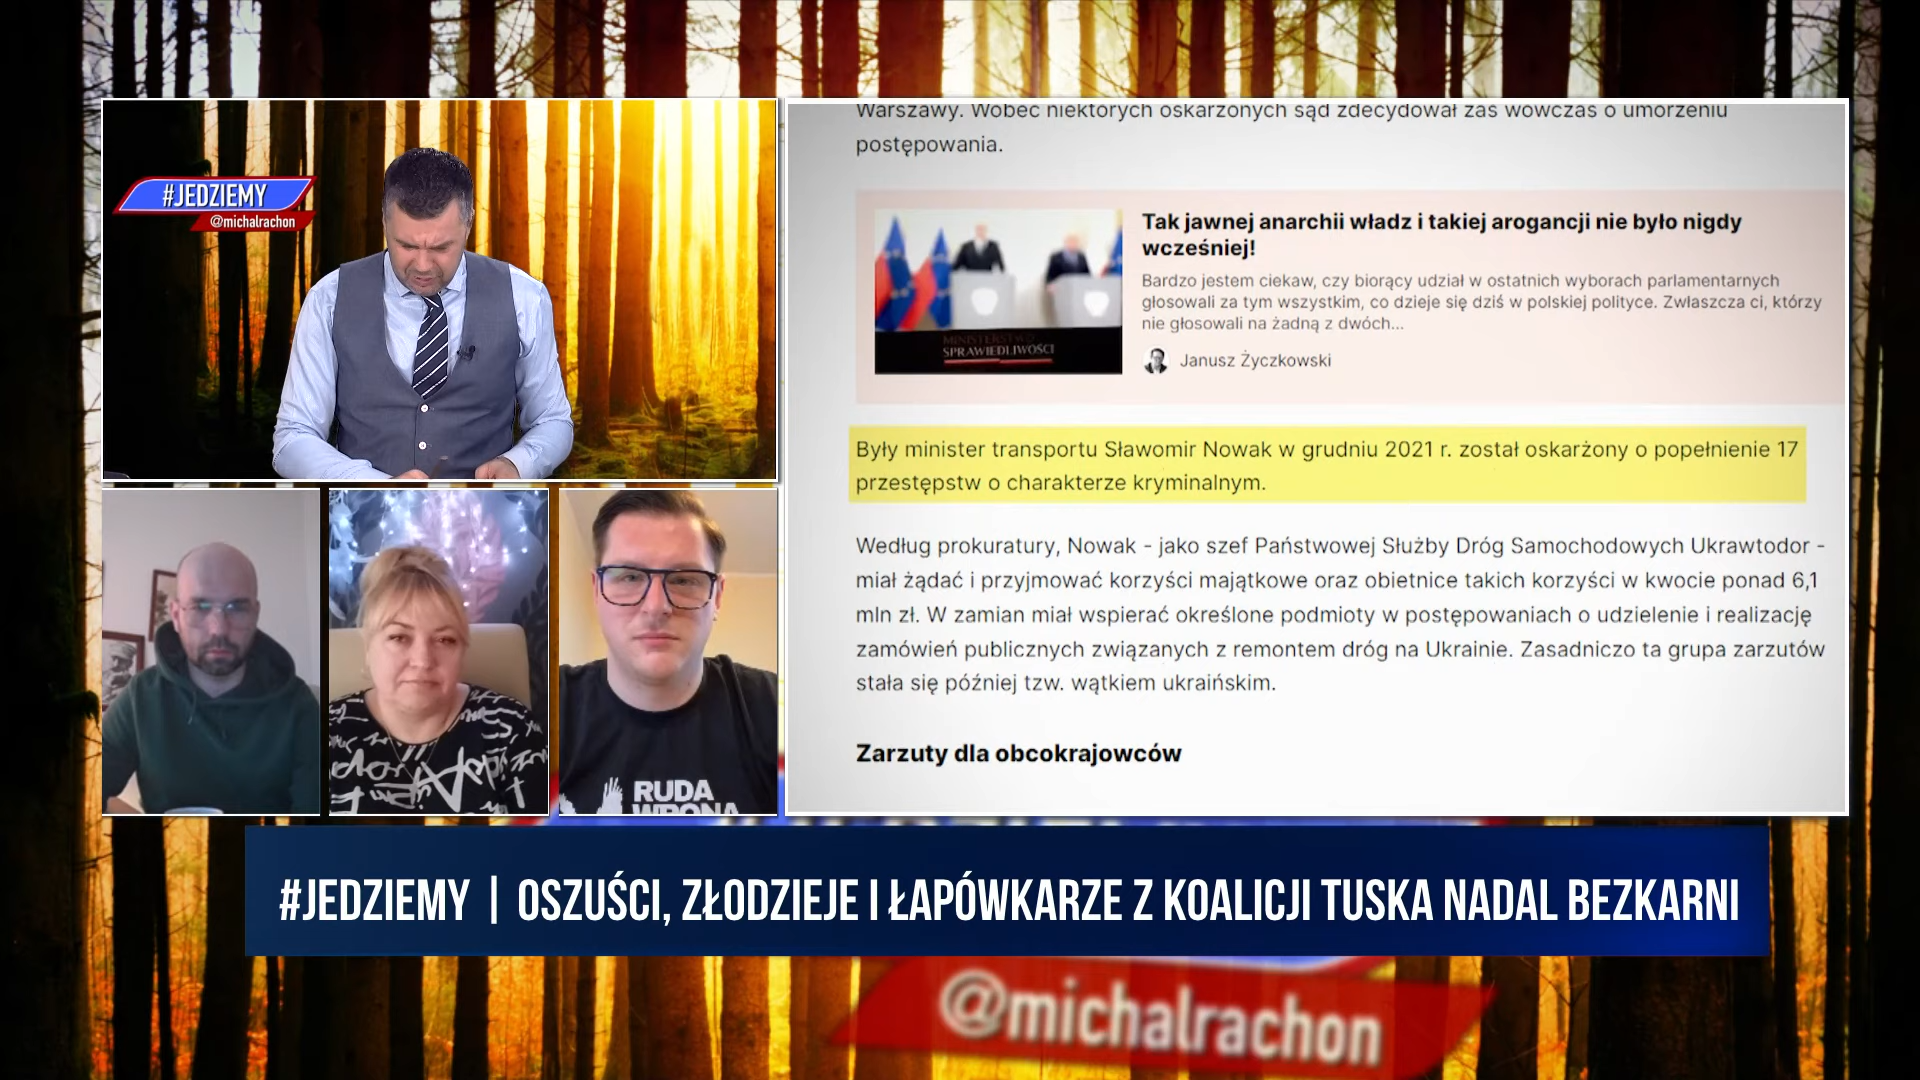 #JEDZIEMY
@michalrachon
Warszawy. Wobec niektórych oskarżonych sąd zdecydował zaś wówczas o umorzeniu
postępowania.
Tak jawnej anarchii władz i takiej arogancji nie było nigdy
wcześniej!
Bardzo jestem ciekaw, czy biorący udział w ostatnich wyborach parlamentarnych
głosowali za tym wszystkim, co dzieje się dziś w polskiej polityce. Zwłaszcza ci, którzy
nie głosowali na żadną z dwóch...
MINISTERSTWO
SPRAWIEDLIWOŚCI
Janusz Życzkowski
Były minister transportu Sławomir Nowak w grudniu 2021 r. został oskarżony o popełnienie 17
przestępstw o charakterze kryminalnym.
Według prokuratury, Nowak - jako szef Państwowej Służby Dróg Samochodowych Ukrawtodor -
miał żądać i przyjmować korzyści majątkowe oraz obietnice takich korzyści w kwocie ponad 6,1
mln zł. W zamian miał wspierać określone podmioty w postępowaniach o udzielenie i realizację
zamówień publicznych związanych z remontem dróg na Ukrainie. Zasadniczo ta grupa zarzutów
stała się później tzw. wątkiem ukraińskim.
Zarzuty dla obcokrajowców
RUDA
WRONA
#JEDZIEMY | OSZUŚCI, ZŁODZIEJE I ŁAPÓWKARZE Z KOALICJI TUSKA NADAL BEZKARNI
@michalrachon